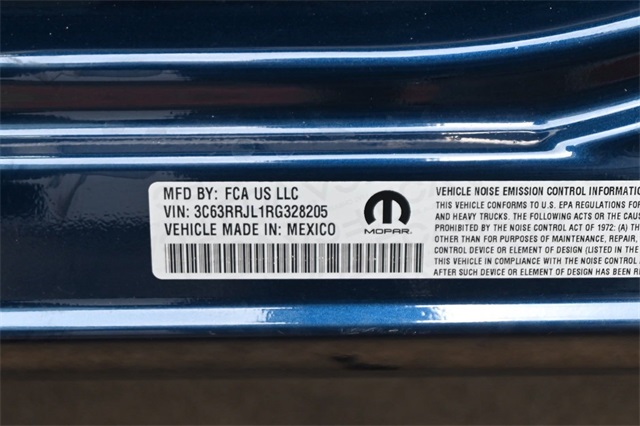 MFD BY: FCA US LLC
VIN: 3C63RRJL1RG328205
VEHICLE MADE IN: MEXICO
MOPAR.
VEHICLE NOISE EMISSION CONTROL INFORMATIO
THIS VEHICLE CONFORMS TO U.S. EPA REGULATIONS FOR
AND HEAVY TRUCKS. THE FOLLOWING ACTS OR THE CAUS
PROHIBITED BY THE NOISE CONTROL ACT OF 1972: (A) TH
OTHER THAN FOR PURPOSES OF MAINTENANCE, REPAIR,
CONTROL DEVICE OR ELEMENT OF DESIGN (LISTED IN THE
THIS VEHICLE IN COMPLIANCE WITH THE NOISE CONTROL
AFTER SUCH DEVICE OR ELEMENT OF DESIGN HAS BEEN R